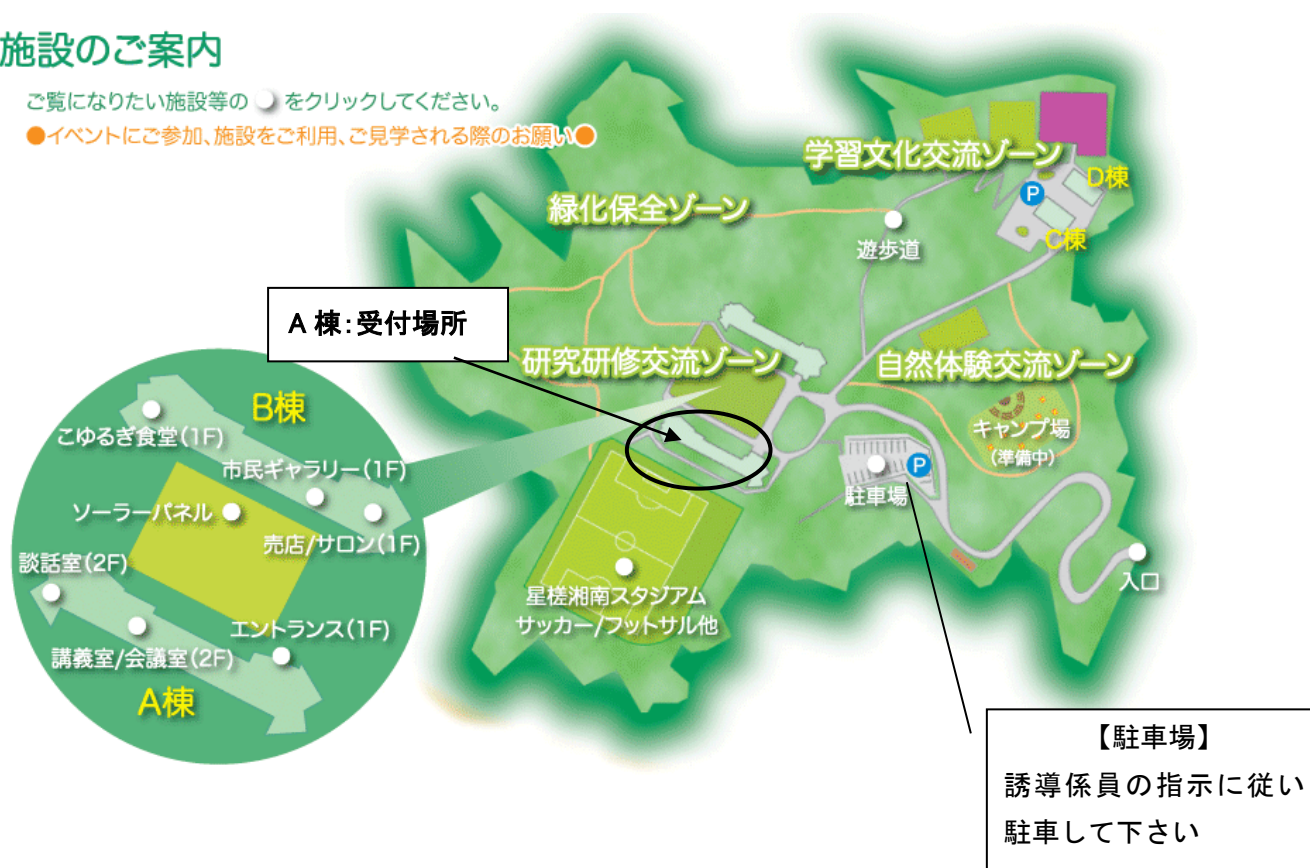 施設のご案内
ご覧になりたい施設等の をクリックしてください。
●イベントにご参加、施設をご利用、ご見学される際のお願い●
学習文化交流ゾーン
P
D棟
C棟
緑化保全ゾーン
遊歩道
A 棟:受付場所
研究研修交流ゾーン
自然体験交流ゾーン
キャンプ場
(準備中)
P
駐車場
入口
星槎湘南スタジアム
サッカー/フットサル他
B棟
こゆるぎ食堂(1F)
市民ギャラリー(1F)
ソーラーパネル
売店/サロン(1F)
談話室(2F)
エントランス(1F)
講義室/会議室(2F)
A棟
【駐車場】
誘導係員の指示に従い
駐車して下さい